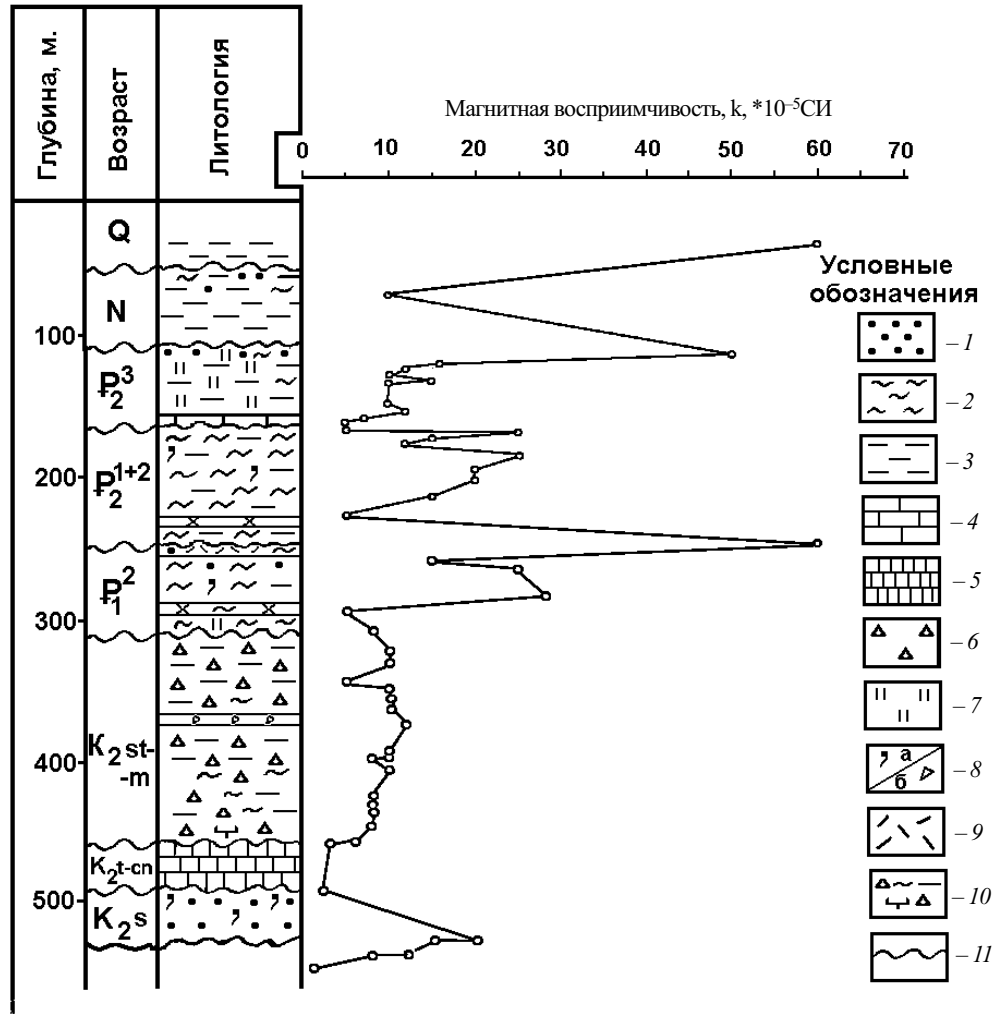 Глубина, м.
Возраст
Литология
Магнитная восприимчивость, k, *10⁻⁵СИ
0 10 20 30 40 50 60 70
Q
N
100
₽₂³
₽₂¹⁺²
200
₽₁²
300
K₂st-
-m
400
K₂t-cn
500
K₂s
Условные
обозначения
– 1
– 2
– 3
– 4
– 5
– 6
– 7
а
б
– 8
– 9
– 10
– 11